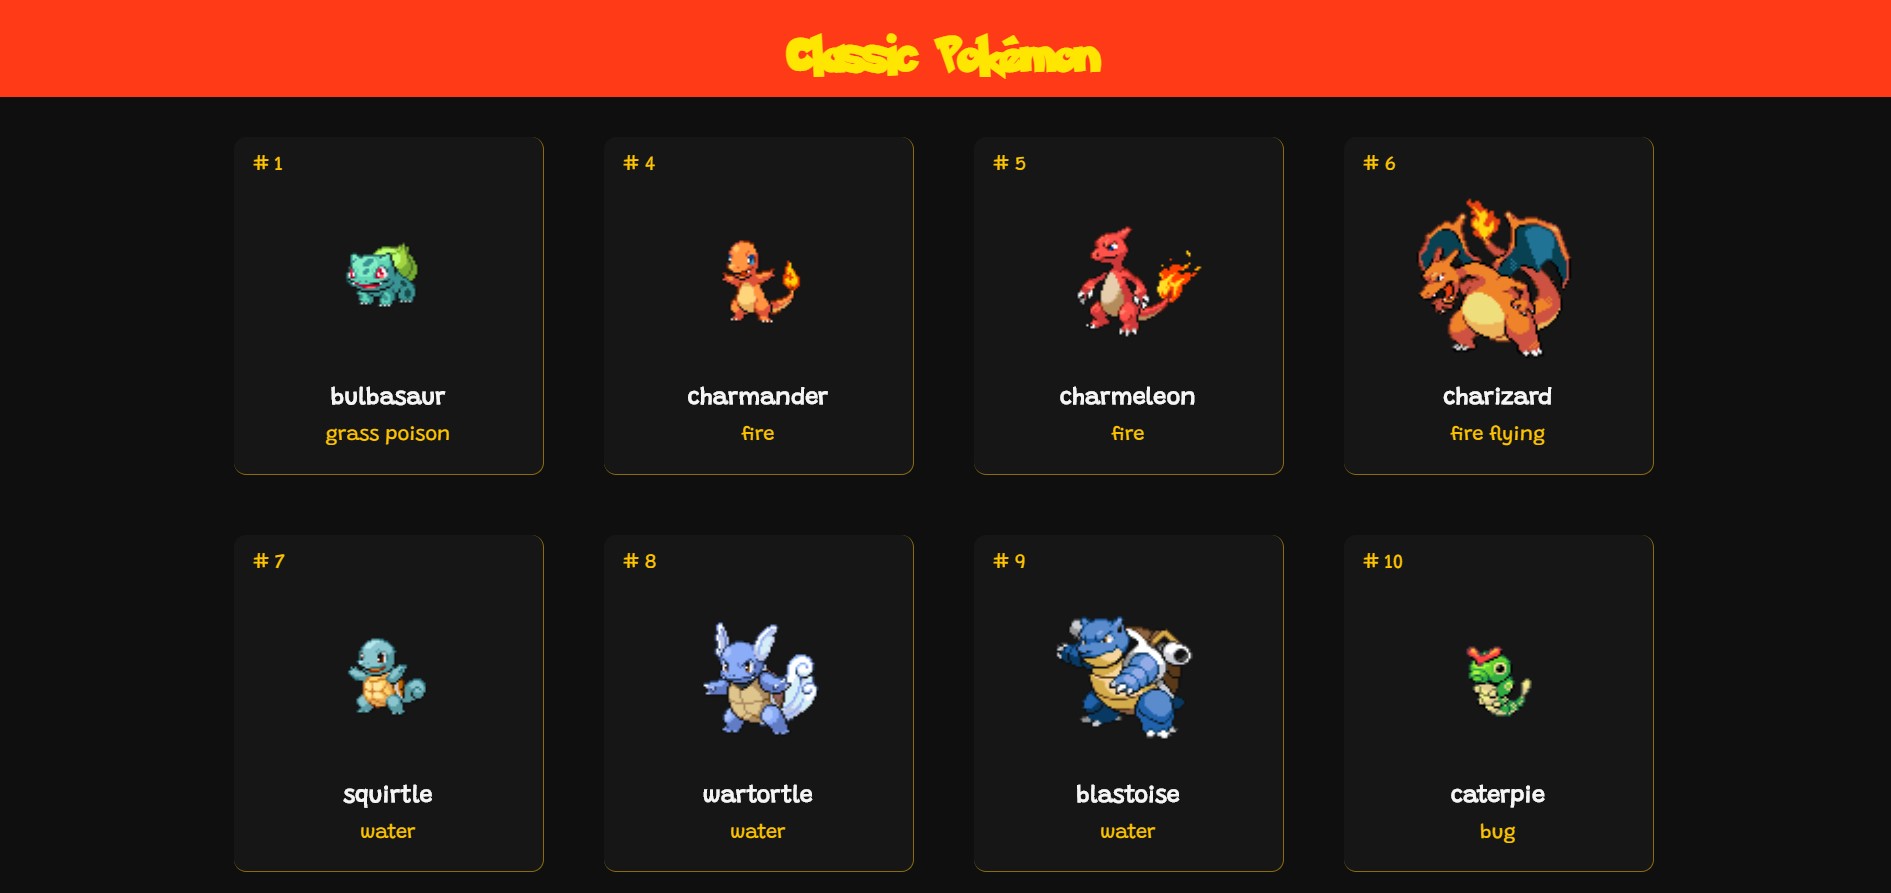 Classic Pokémon
# 1
bulbasaur
grass poison
# 4
charmander
fire
# 5
charmeleon
fire
# 6
charizard
fire flying
# 7
squirtle
water
# 8
wartortle
water
# 9
blastoise
water
# 10
caterpie
bug